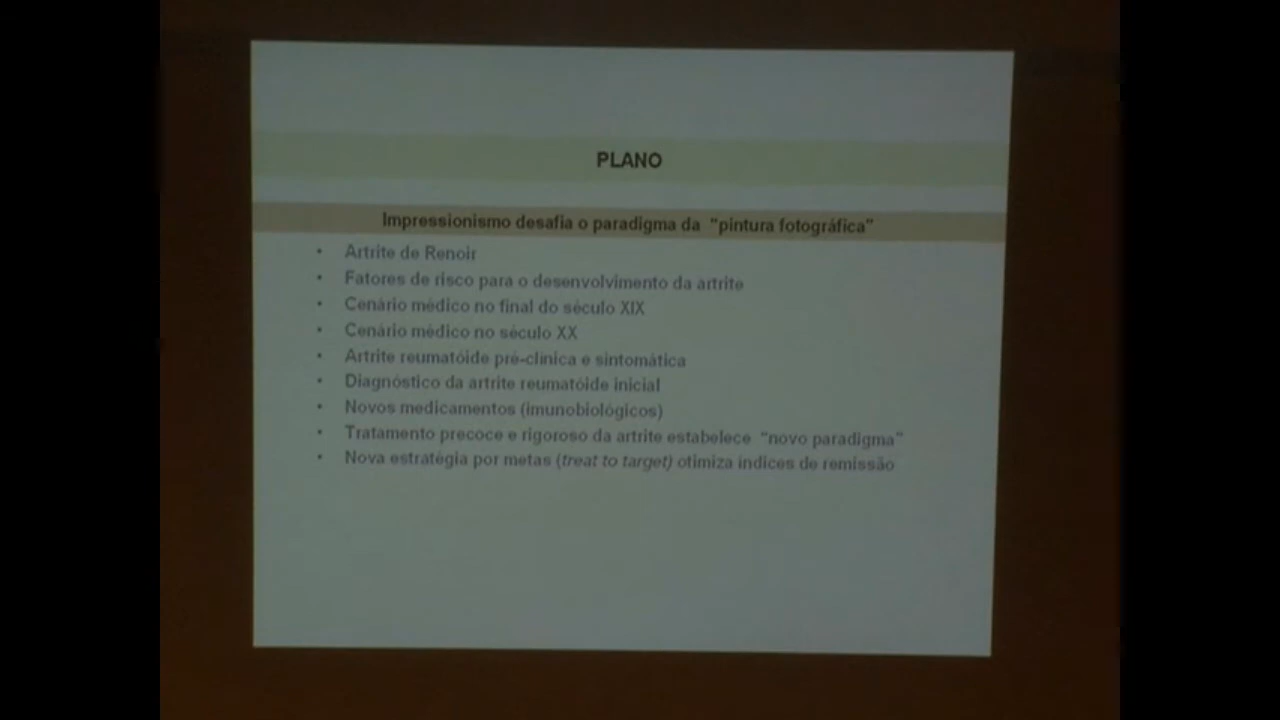 PLANO
Impressionismo desafia o paradigma da “pintura fotográfica”
• Artrite de Renoir
• Fatores de risco para o desenvolvimento da artrite
• Cenário médico no final do século XIX
• Cenário médico no século XX
• Artrite reumatóide pré-clínica e sintomática
• Diagnóstico da artrite reumatóide inicial
• Novos medicamentos (imunobiológicos)
• Tratamento precoce e rigoroso da artrite estabelece “novo paradigma”
• Nova estratégia por metas (treat to target) otimiza índices de remissão